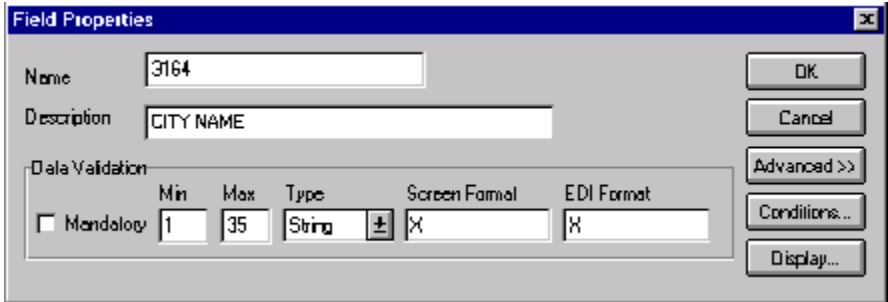 Field Properties
Name 3164 OK
Description CITY NAME Cancel
Data Validation Advanced >>
Min Max Type Screen Format EDI Format
Mandatory 1 35 String X X Conditions...
Display...